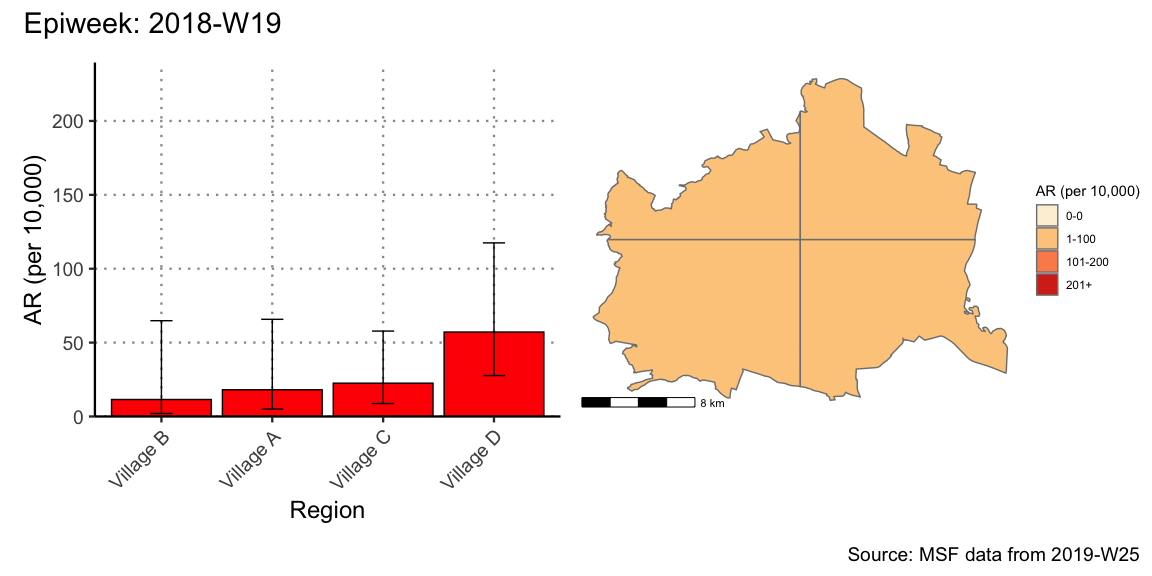 Epiweek: 2018-W19
AR (per 10,000)
200
150
100
50
0
Village B
Village A
Village C
Village D
Region
8 km
AR (per 10,000)
0-0
1-100
101-200
201+
Source: MSF data from 2019-W25